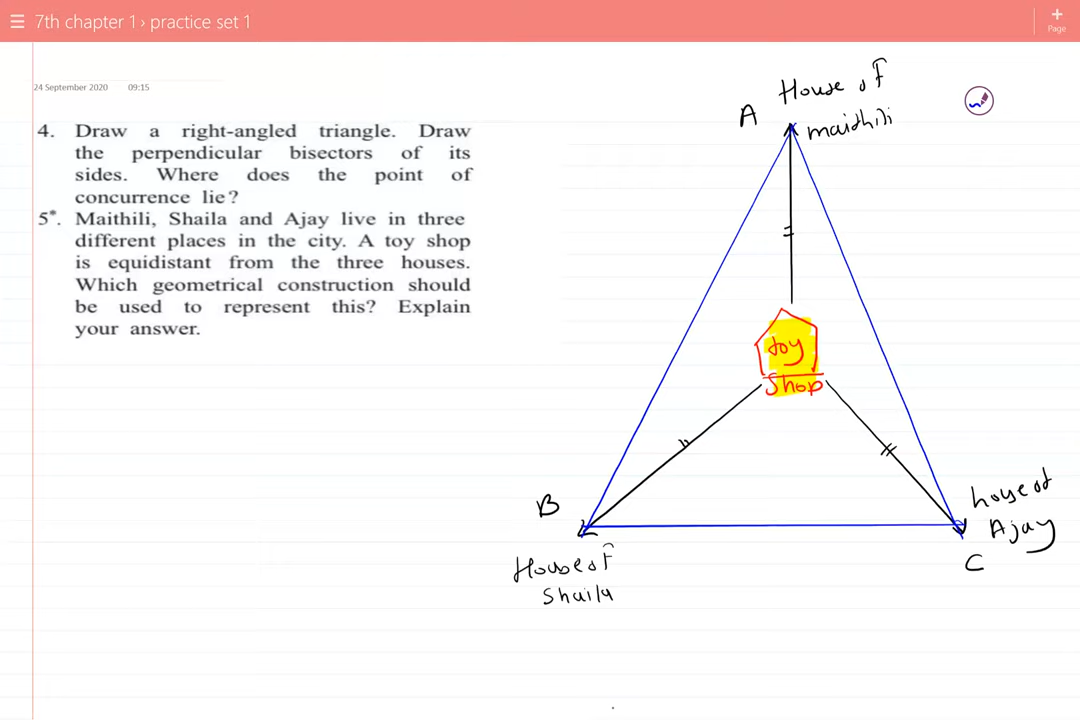 7th chapter 1 › practice set 1
+
Page
24 September 2020 09:15
4. Draw a right-angled triangle. Draw
the perpendicular bisectors of its
sides. Where does the point of
concurrence lie?
5*. Maithili, Shaila and Ajay live in three
different places in the city. A toy shop
is equidistant from the three houses.
Which geometrical construction should
be used to represent this? Explain
your answer.
A House of
maithili
toy
Shop
B
House of
Shaila
house of
Ajay
C